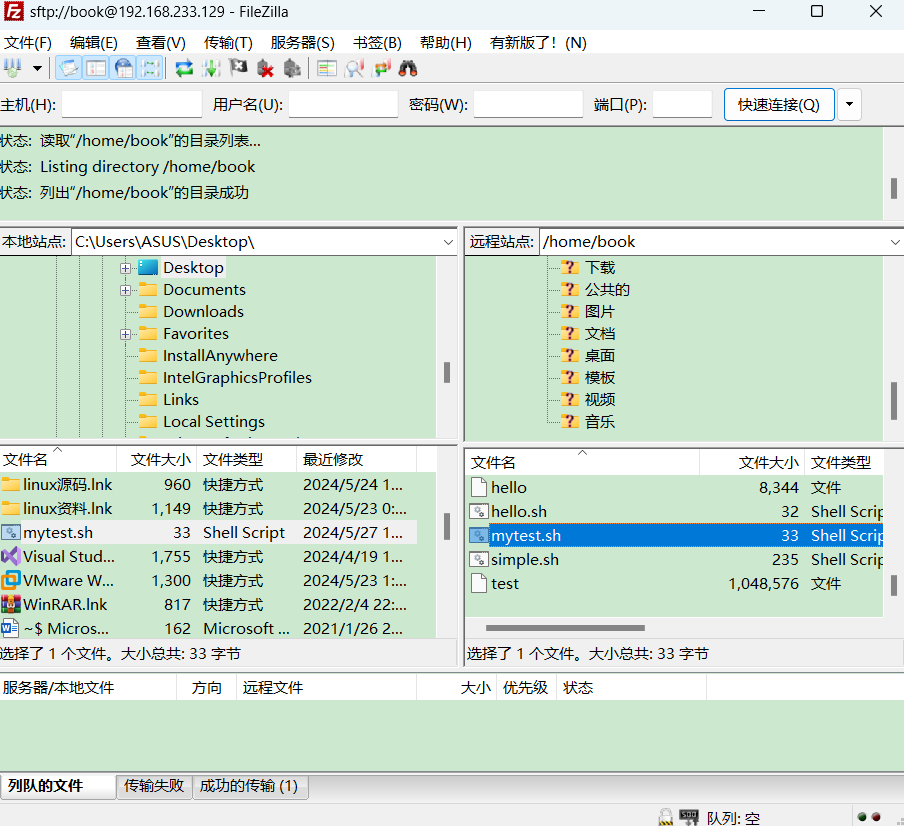 sftp://book@192.168.233.129 - FileZilla
文件(F) 编辑(E) 查看(V) 传输(T) 服务器(S) 书签(B) 帮助(H) 有新版了！(N)
主机(H): 用户名(U): 密码(W): 端口(P): 快速连接(Q)
状态: 读取“/home/book”的目录列表...
状态: Listing directory /home/book
状态: 列出“/home/book”的目录成功
本地站点: C:\Users\ASUS\Desktop\
Desktop
Documents
Downloads
Favorites
InstallAnywhere
IntelGraphicsProfiles
Links
Local Settings
远程站点: /home/book
下载
公共的
图片
文档
桌面
模板
视频
音乐
文件名 文件大小 文件类型 最近修改
linux源码.lnk 960 快捷方式 2024/5/24 1...
linux资料.lnk 1,149 快捷方式 2024/5/23 0:...
mytest.sh 33 Shell Script 2024/5/27 1...
Visual Stud... 1,755 快捷方式 2024/4/19 1...
VMware W... 1,300 快捷方式 2024/5/23 1:...
WinRAR.lnk 817 快捷方式 2022/2/4 22:...
~$ Micros... 162 Microsoft ... 2021/1/26 2...
选择了 1 个文件。大小总共: 33 字节
文件名 文件大小 文件类型
hello 8,344 文件
hello.sh 32 Shell Scrip
mytest.sh 33 Shell Scrip
simple.sh 235 Shell Scrip
test 1,048,576 文件
选择了 1 个文件。大小总共: 33 字节
服务器/本地文件 方向 远程文件 大小 优先级 状态
列队的文件 传输失败 成功的传输 (1)
队列: 空